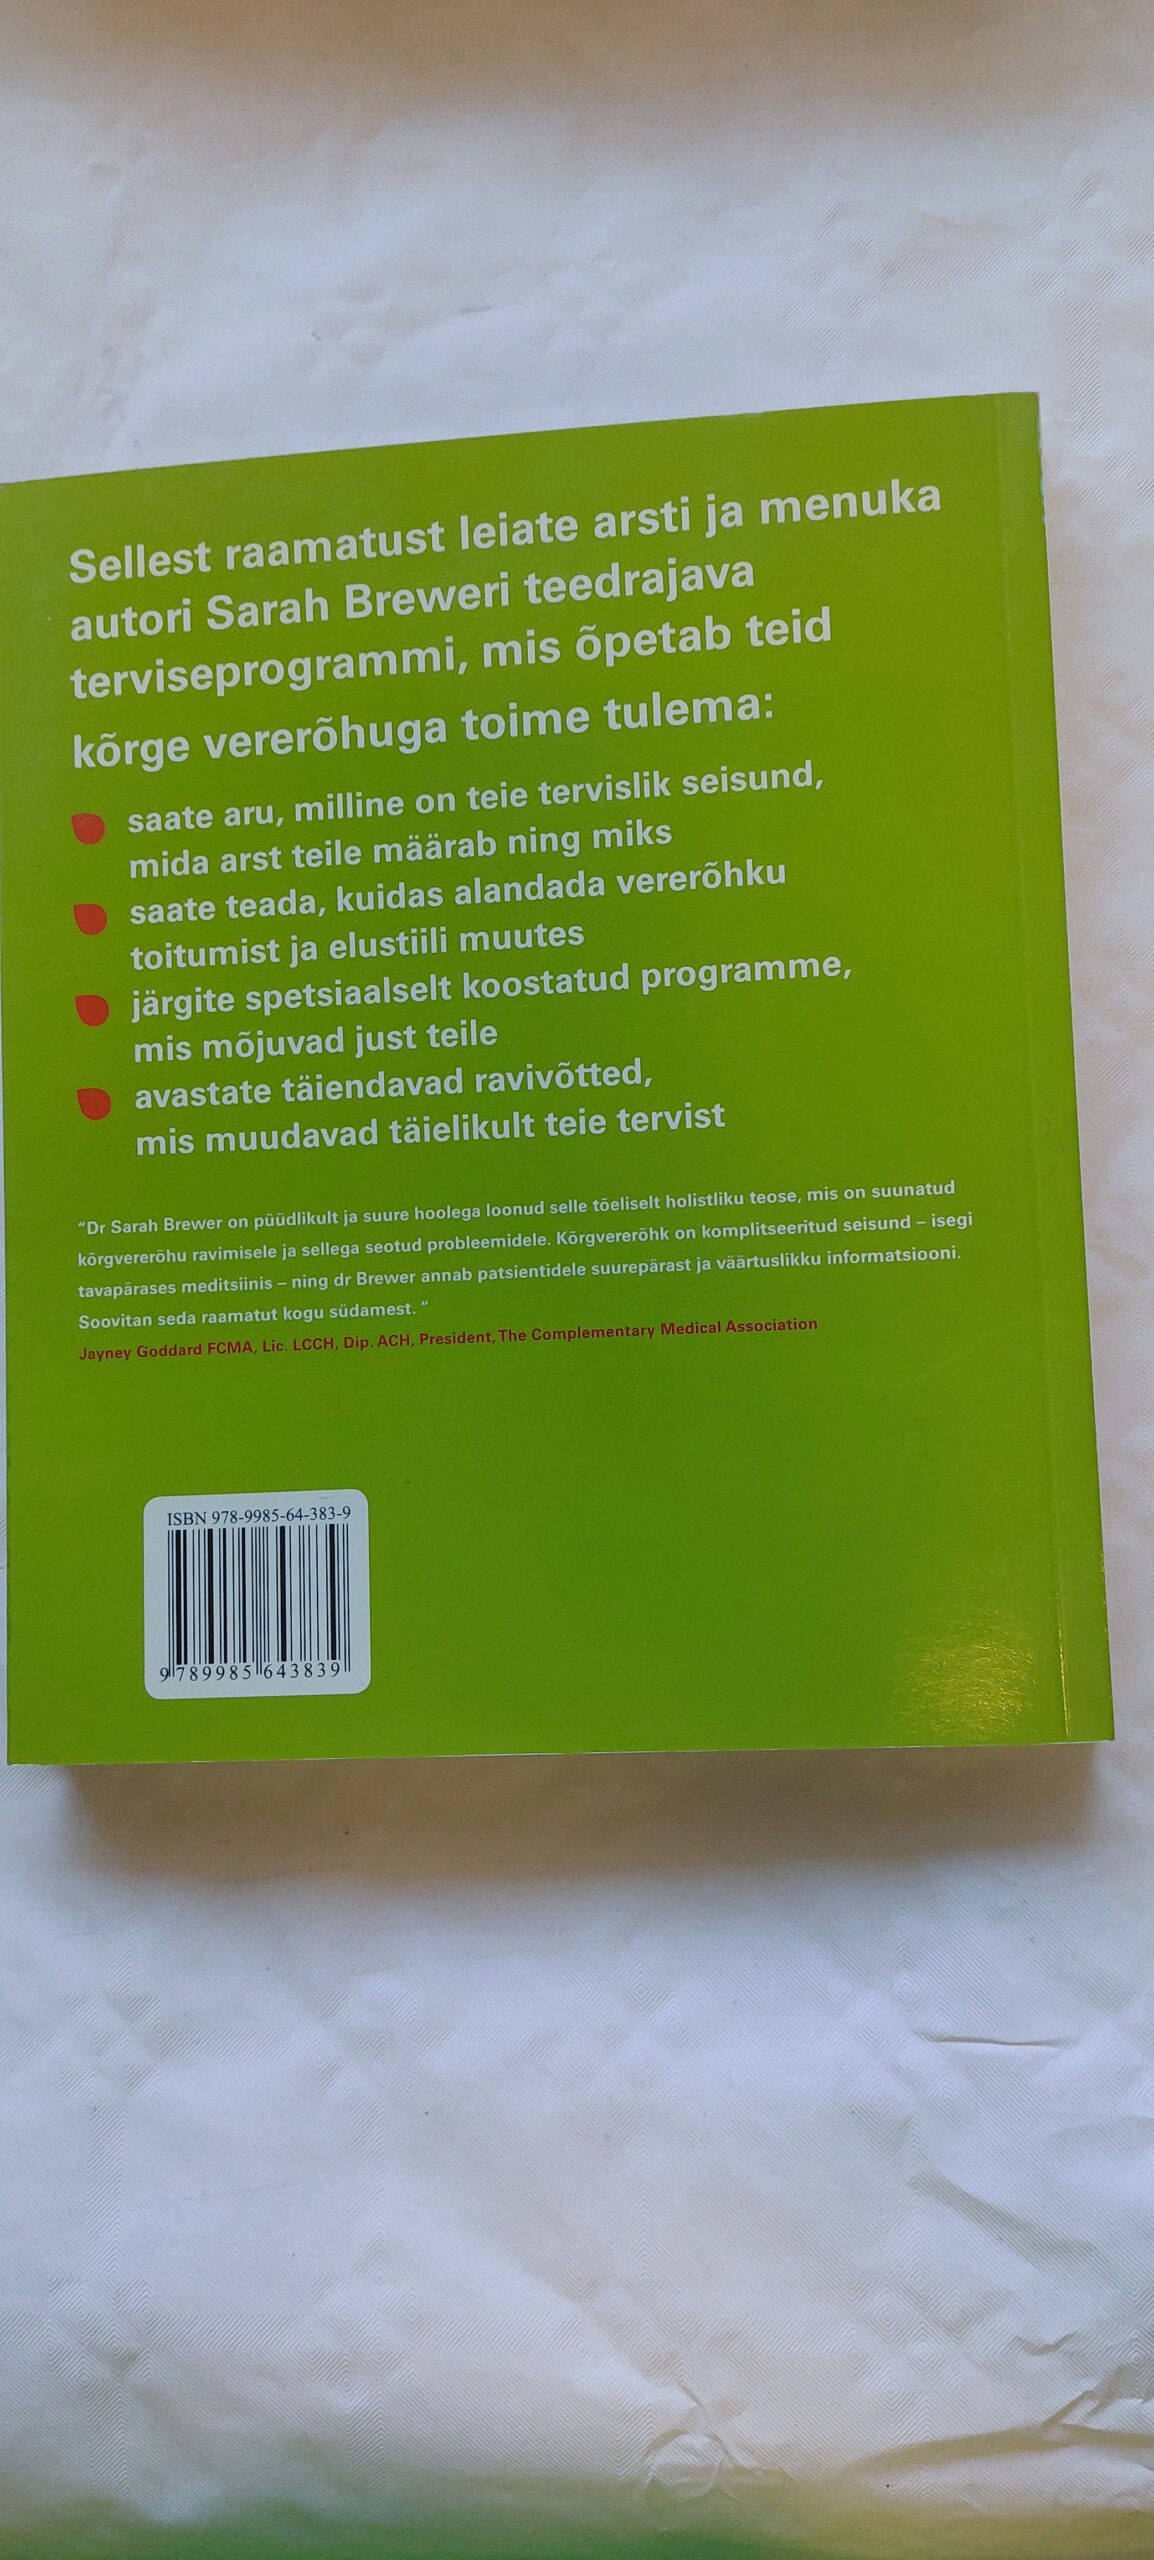 Sellest raamatust leiate arsti ja menuka
autori Sarah Breweri teedrajava
terviseprogrammi, mis õpetab teid
kõrge vererõhuga toime tulema:
saate aru, milline on teie tervislik seisund,
mida arst teile määrab ning miks
saate teada, kuidas alandada vererõhku
toitumist ja elustiili muutes
järgite spetsiaalselt koostatud programme,
mis mõjuvad just teile
avastate täiendavad ravivõtted,
mis muudavad täielikult teie tervist
“Dr Sarah Brewer on püüdlikult ja suure hoolega loonud selle tõeliselt holistliku teose, mis on suunatud
kõrgvererõhu ravimisele ja sellega seotud probleemidele. Kõrgvererõhk on komplitseeritud seisund – isegi
tavapärases meditsiinis – ning dr Brewer annab patsientidele suurepärast ja väärtuslikku informatsiooni.
Soovitan seda raamatut kogu südamest. “
Jayney Goddard FCMA, Lic. LCCH, Dip. ACH, President, The Complementary Medical Association
ISBN 978-9985-64-383-9
9 789985 643839